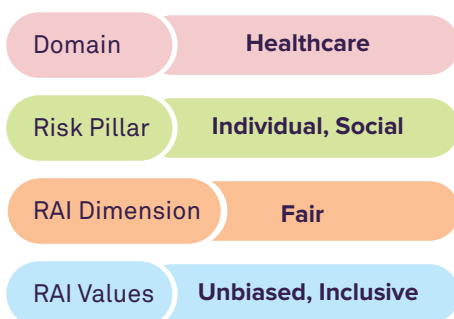 Domain Healthcare
Risk Pillar Individual, Social
RAI Dimension Fair
RAI Values Unbiased, Inclusive